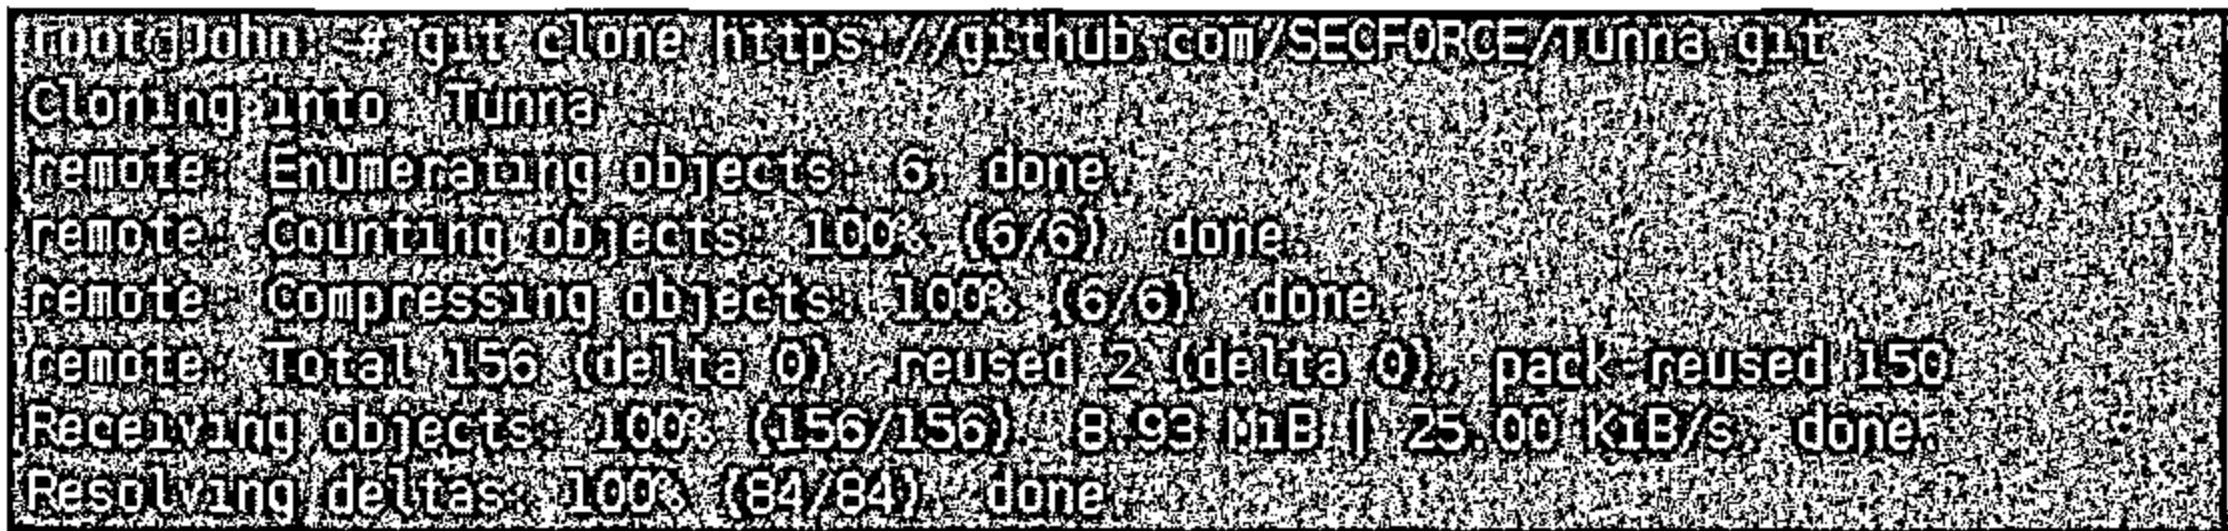 root@John:~# git clone https://github.com/SECFORCE/Tunna.git
Cloning into 'Tunna'...
remote: Enumerating objects: 6, done.
remote: Counting objects: 100% (6/6), done.
remote: Compressing objects: 100% (6/6), done.
remote: Total 156 (delta 0), reused 2 (delta 0), pack-reused 150
Receiving objects: 100% (156/156), 8.93 MiB | 25.00 KiB/s, done.
Resolving deltas: 100% (84/84), done.